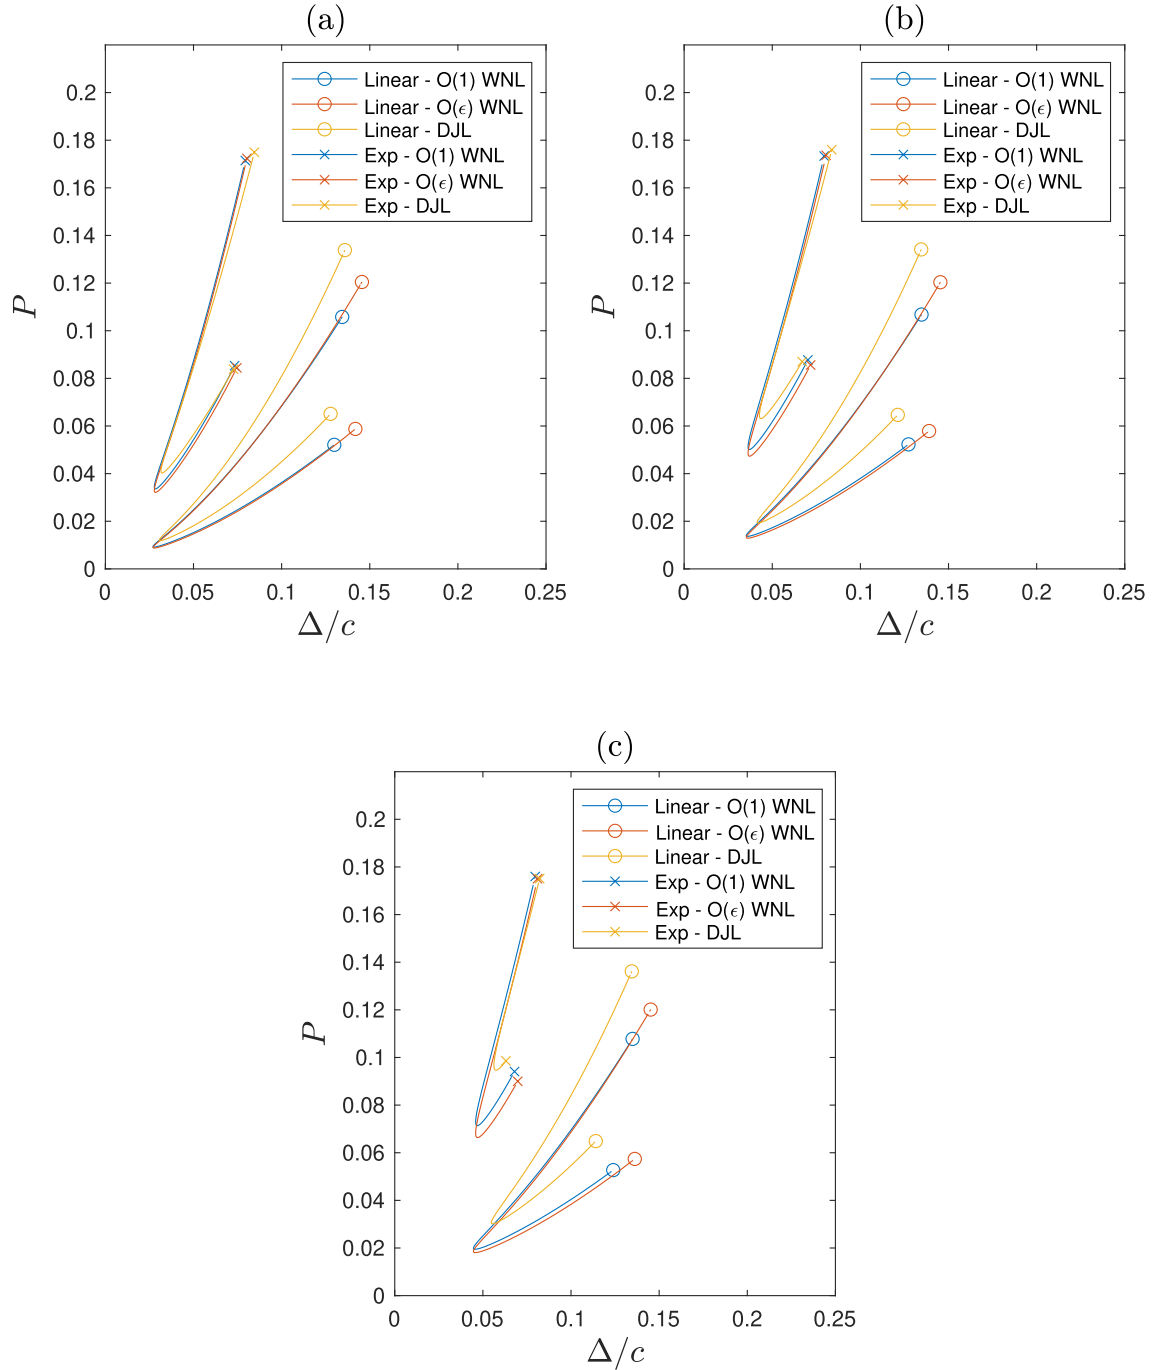 (a)
Linear - O(1) WNL
Linear - O(ϵ) WNL
Linear - DJL
Exp - O(1) WNL
Exp - O(ϵ) WNL
Exp - DJL
0.2
0.18
0.16
0.14
0.12
0.1
0.08
0.06
0.04
0.02
0
P
0 0.05 0.1 0.15 0.2 0.25
Δ/c
(b)
Linear - O(1) WNL
Linear - O(ϵ) WNL
Linear - DJL
Exp - O(1) WNL
Exp - O(ϵ) WNL
Exp - DJL
0.2
0.18
0.16
0.14
0.12
0.1
0.08
0.06
0.04
0.02
0
P
0 0.05 0.1 0.15 0.2 0.25
Δ/c
(c)
Linear - O(1) WNL
Linear - O(ϵ) WNL
Linear - DJL
Exp - O(1) WNL
Exp - O(ϵ) WNL
Exp - DJL
0.2
0.18
0.16
0.14
0.12
0.1
0.08
0.06
0.04
0.02
0
P
0 0.05 0.1 0.15 0.2 0.25
Δ/c